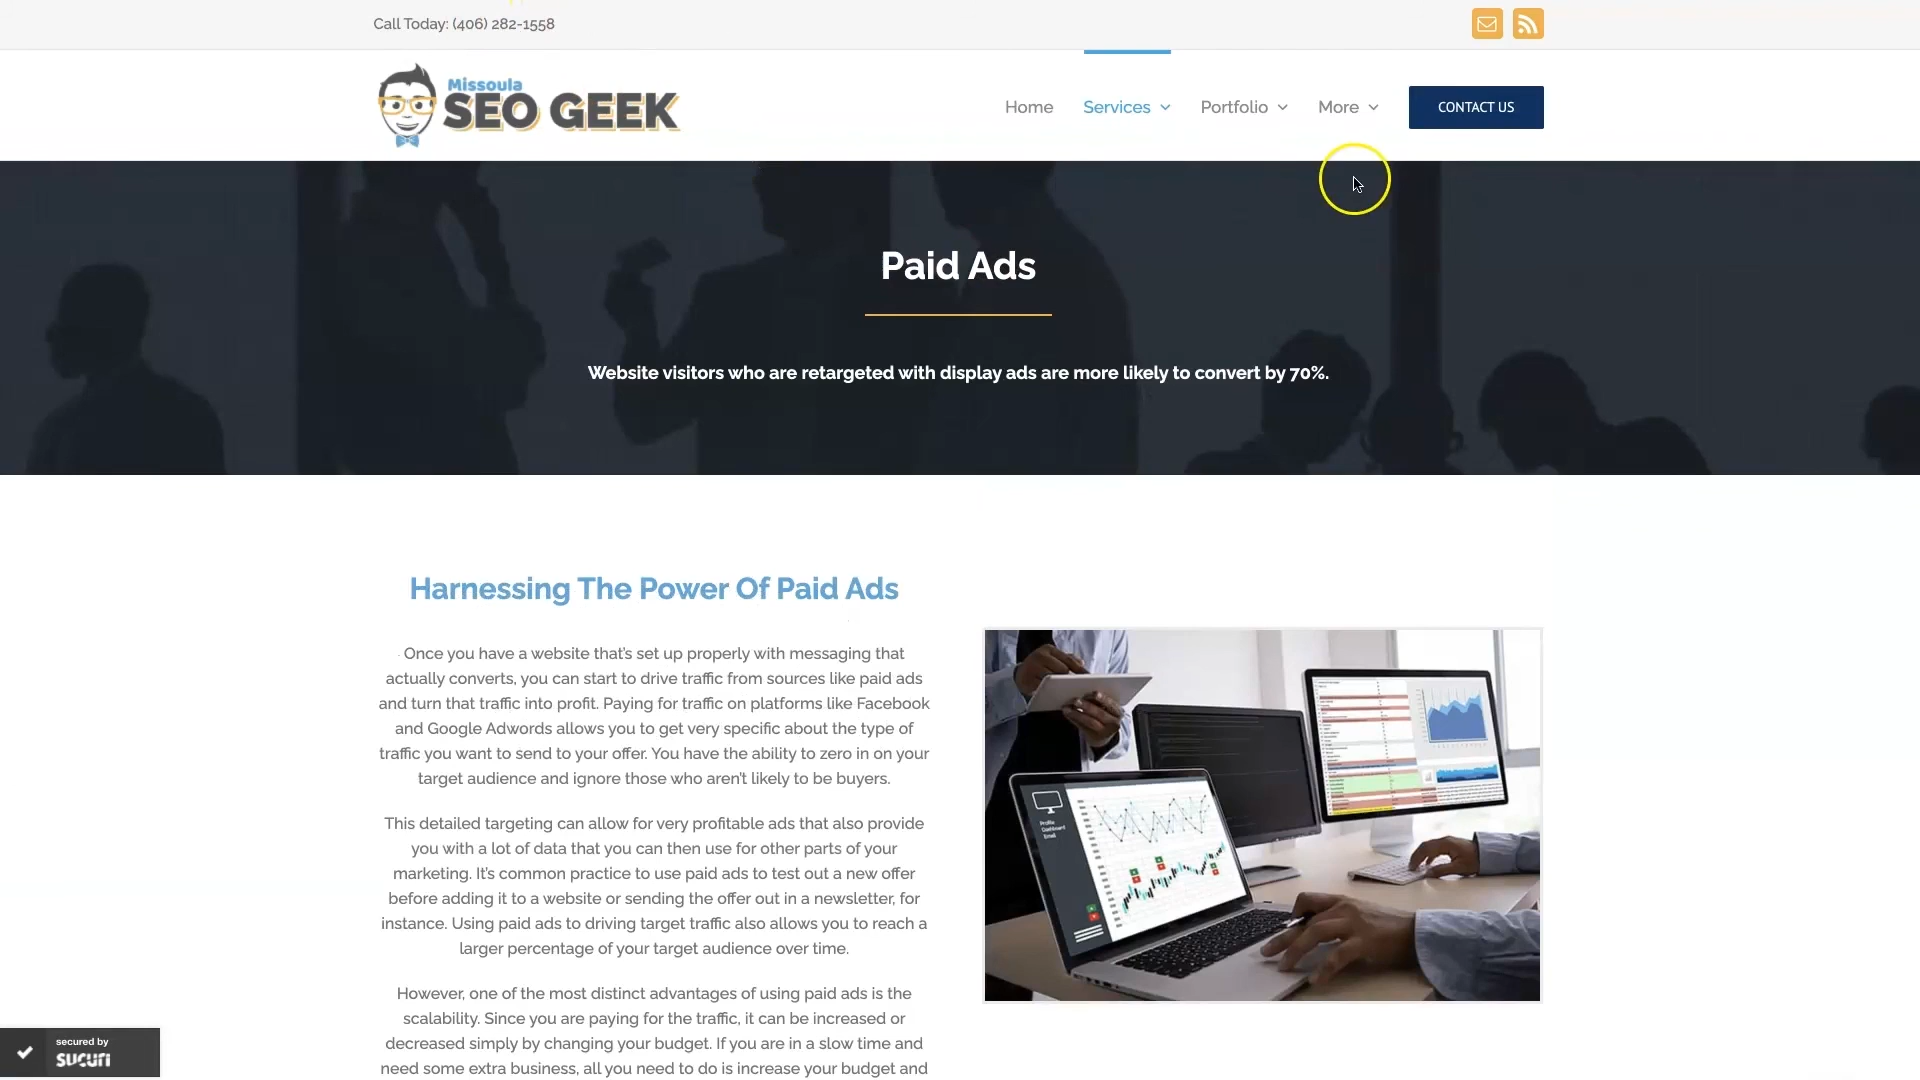 Call Today: (406) 282-1558
Missoula
SEO GEEK
Home
Services
Portfolio
More
CONTACT US
Paid Ads
Website visitors who are retargeted with display ads are more likely to convert by 70%.
Harnessing The Power Of Paid Ads
Once you have a website that's set up properly with messaging that
actually converts, you can start to drive traffic from sources like paid ads
and turn that traffic into profit. Paying for traffic on platforms like Facebook
and Google Adwords allows you to get very specific about the type of
traffic you want to send to your offer. You have the ability to zero in on your
target audience and ignore those who aren't likely to be buyers.
This detailed targeting can allow for very profitable ads that also provide
you with a lot of data that you can then use for other parts of your
marketing. It's common practice to use paid ads to test out a new offer
before adding it to a website or sending the offer out in a newsletter, for
instance. Using paid ads to driving target traffic also allows you to reach a
larger percentage of your target audience over time.
However, one of the most distinct advantages of using paid ads is the
scalability. Since you are paying for the traffic, it can be increased or
decreased simply by changing your budget. If you are in a slow time and
need some extra business, all you need to do is increase your budget and
Profile
Dashboard
Email
secured by
sucuri